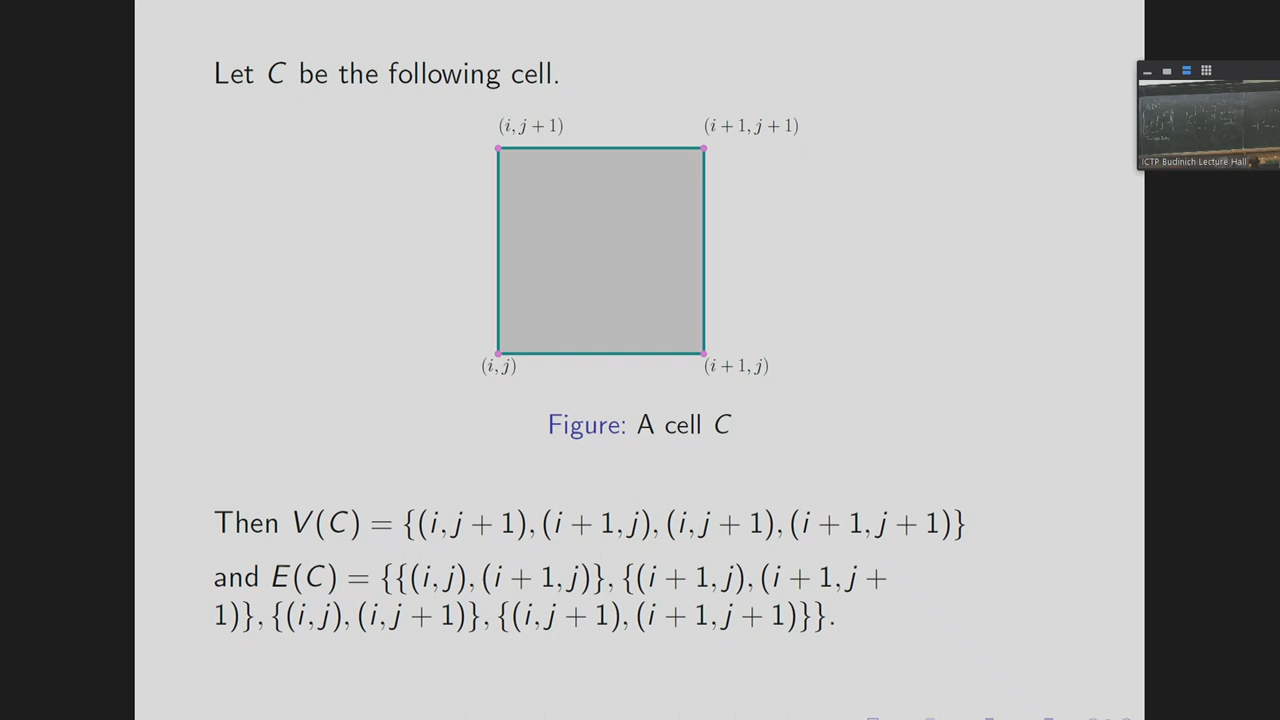 Let C be the following cell.
(i, j + 1)
(i + 1, j + 1)
ICTP Budinich Lecture Hall
(i, j)
(i + 1, j)
Figure: A cell C
Then V(C) = {(i, j + 1), (i + 1, j), (i, j + 1), (i + 1, j + 1)}
and E(C) = {{(i, j), (i + 1, j)}, {(i + 1, j), (i + 1, j +
1)}, {(i, j), (i, j + 1)}, {(i, j + 1), (i + 1, j + 1)}}.